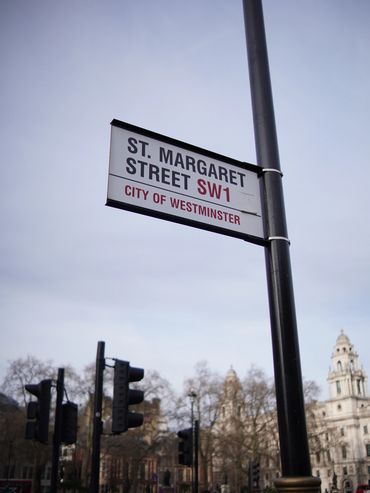 ST. MARGARET
STREET SW1
CITY OF WESTMINSTER